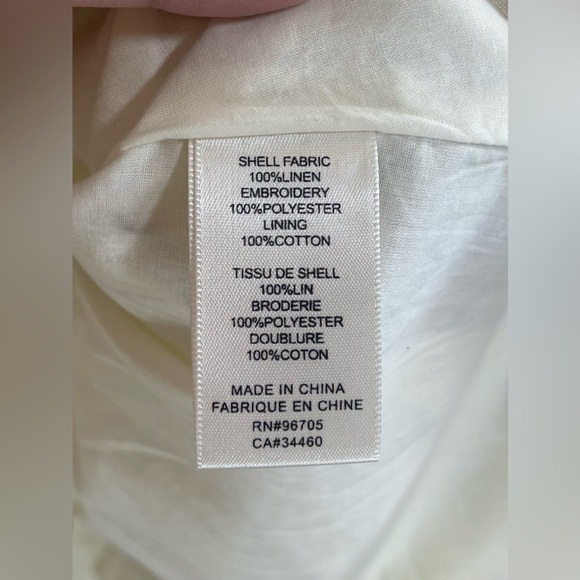 SHELL FABRIC
100%LINEN
EMBROIDERY
100%POLYESTER
LINING
100%COTTON
TISSU DE SHELL
100%LIN
BRODERIE
100%POLYESTER
DOUBLURE
100%COTON
MADE IN CHINA
FABRIQUE EN CHINE
RN#96705
CA#34460